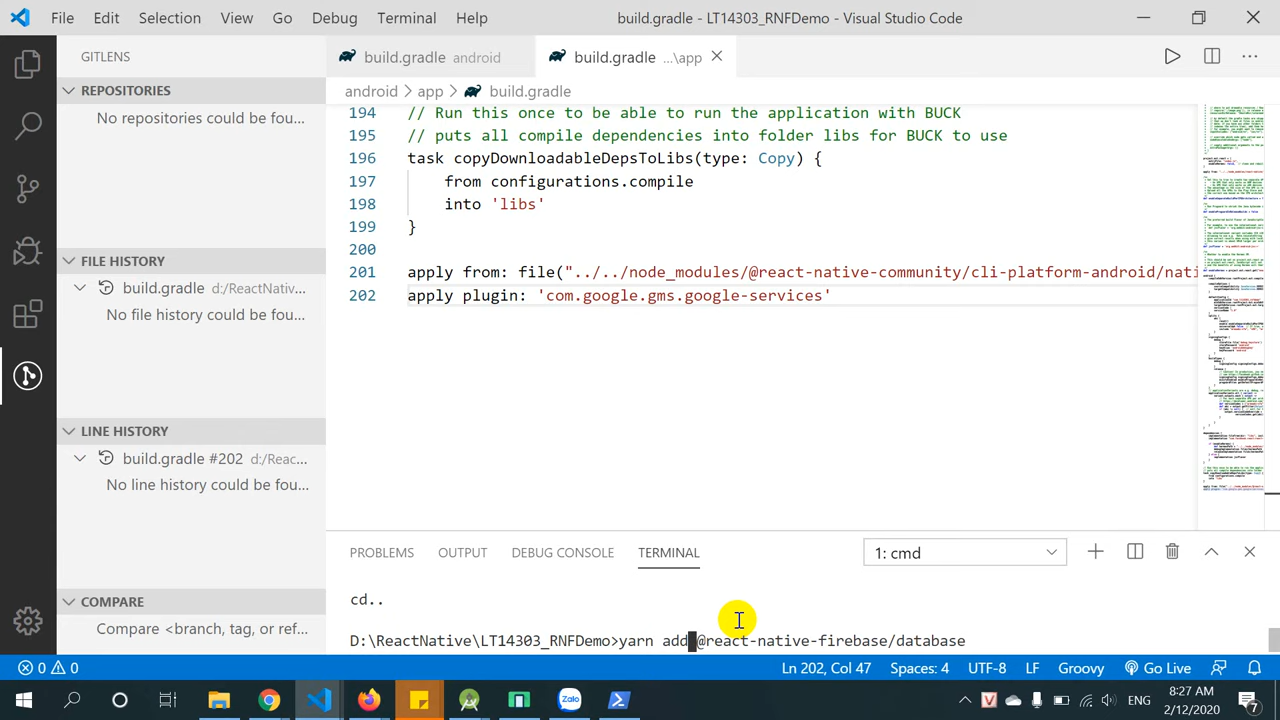 File Edit Selection View Go Debug Terminal Help
build.gradle - LT14303_RNFDemo - Visual Studio Code
GITLENS
build.gradle android
build.gradle ...\app
REPOSITORIES
android > app > build.gradle
No repositories could be fou...
194 // Run this once to be able to run the application with BUCK
195 // puts all compile dependencies into folder libs for BUCK to use
196 task copyDownloadableDepsToLibs(type: Copy) {
197 from configurations.compile
198 into 'libs'
199 }
200
FILE HISTORY
201 apply from: file("../../node_modules/@react-native-community/cli-platform-android/nati
build.gradle d:/ReactNativ...
202 apply plugin: 'com.google.gms.google-services'
No file history could be fou...
LINE HISTORY
build.gradle #202 d:/Reac...
No line history could be fou...
PROBLEMS OUTPUT DEBUG CONSOLE TERMINAL
1: cmd
COMPARE
cd..
Compare <branch, tag, or ref...
D:\ReactNative\LT14303_RNFDemo>yarn add @react-native-firebase/database
0 0
Ln 202, Col 47 Spaces: 4 UTF-8 LF Groovy Go Live
Zalo
ENG
8:27 AM
2/12/2020
7